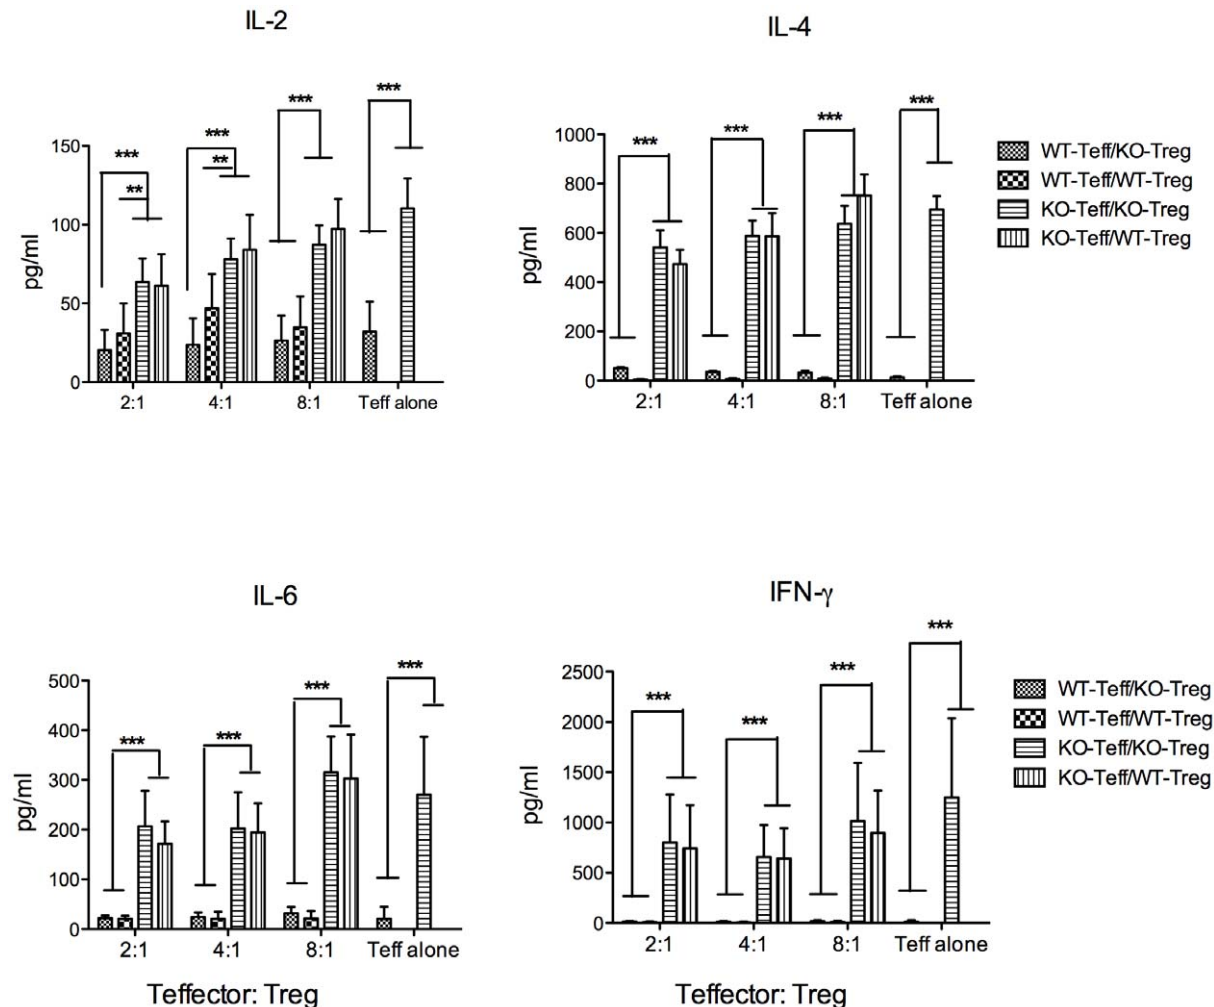 IL-2
***
***
**
***
**
***
150
100
50
0
pg/ml
2:1
4:1
8:1
Teff alone
IL-4
***
***
***
***
1000
800
600
400
200
0
pg/ml
2:1
4:1
8:1
Teff alone
WT-Teff/KO-Treg
WT-Teff/WT-Treg
KO-Teff/KO-Treg
KO-Teff/WT-Treg
IL-6
***
***
***
***
500
400
300
200
100
0
pg/ml
2:1
4:1
8:1
Teff alone
Teffector: Treg
IFN-γ
***
***
***
***
2500
2000
1500
1000
500
0
pg/ml
2:1
4:1
8:1
Teff alone
Teffector: Treg
WT-Teff/KO-Treg
WT-Teff/WT-Treg
KO-Teff/KO-Treg
KO-Teff/WT-Treg